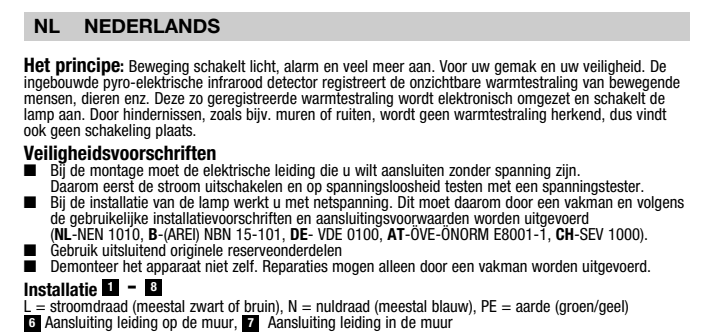 NL NEDERLANDS
Het principe: Beweging schakelt licht, alarm en veel meer aan. Voor uw gemak en uw veiligheid. De
ingebouwde pyro-elektrische infrarood detector registreert de onzichtbare warmtestraling van bewegende
mensen, dieren enz. Deze zo geregistreerde warmtestraling wordt elektronisch omgezet en schakelt de
lamp aan. Door hindernissen, zoals bijv. muren of ruiten, wordt geen warmtestraling herkend, dus vindt
ook geen schakeling plaats.
Veiligheidsvoorschriften
■ Bij de montage moet de elektrische leiding die u wilt aansluiten zonder spanning zijn.
Daarom eerst de stroom uitschakelen en op spanningsloosheid testen met een spanningstester.
■ Bij de installatie van de lamp werkt u met netspanning. Dit moet daarom door een vakman en volgens
de gebruikelijke installatievoorschriften en aansluitingsvoorwaarden worden uitgevoerd
(NL-NEN 1010, B-(AREI) NBN 15-101, DE- VDE 0100, AT-ÖVE-ÖNORM E8001-1, CH-SEV 1000).
■ Gebruik uitsluitend originele reserveonderdelen
■ Demonteer het apparaat niet zelf. Reparaties mogen alleen door een vakman worden uitgevoerd.
Installatie 1 - 8
L = stroomdraad (meestal zwart of bruin), N = nuldraad (meestal blauw), PE = aarde (groen/geel)
6 Aansluiting leiding op de muur, 7 Aansluiting leiding in de muur